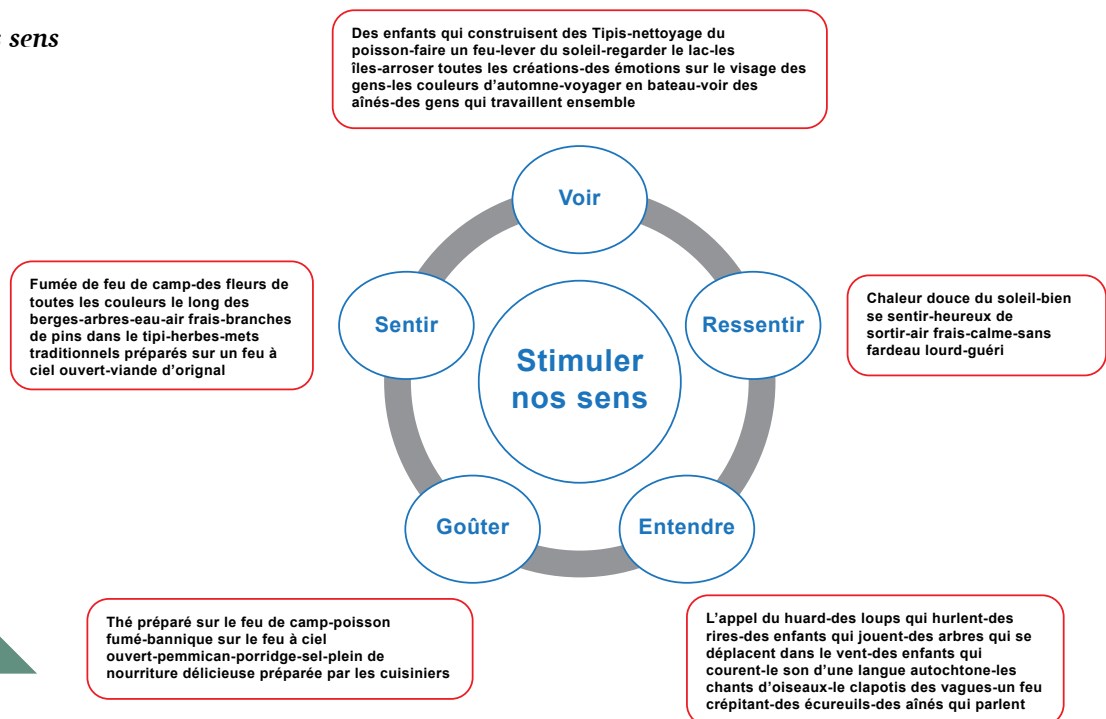 sens
Des enfants qui construisent des Tipis-nettoyage du
poisson-faire un feu-lever du soleil-regarder le lac-les
îles-arroser toutes les créations-des émotions sur le visage des
gens-les couleurs d'automne-voyager en bateau-voir des
aînés-des gens qui travaillent ensemble
Voir
Fumée de feu de camp-des fleurs de
toutes les couleurs le long des
berges-arbres-eau-air frais-branches
de pins dans le tipi-herbes-mets
traditionnels préparés sur un feu à
ciel ouvert-viande d'orignal
Sentir
Ressentir
Chaleur douce du soleil-bien
se sentir-heureux de
sortir-air frais-calme-sans
fardeau lourd-guéri
Stimuler
nos sens
Goûter
Entendre
Thé préparé sur le feu de camp-poisson
fumé-bannique sur le feu à ciel
ouvert-pemmican-porridge-sel-plein de
nourriture délicieuse préparée par les cuisiniers
L'appel du huard-des loups qui hurlent-des
rires-des enfants qui jouent-des arbres qui se
déplacent dans le vent-des enfants qui
courent-le son d'une langue autochtone-les
chants d'oiseaux-le clapotis des vagues-un feu
crépitant-des écureuils-des aînés qui parlent